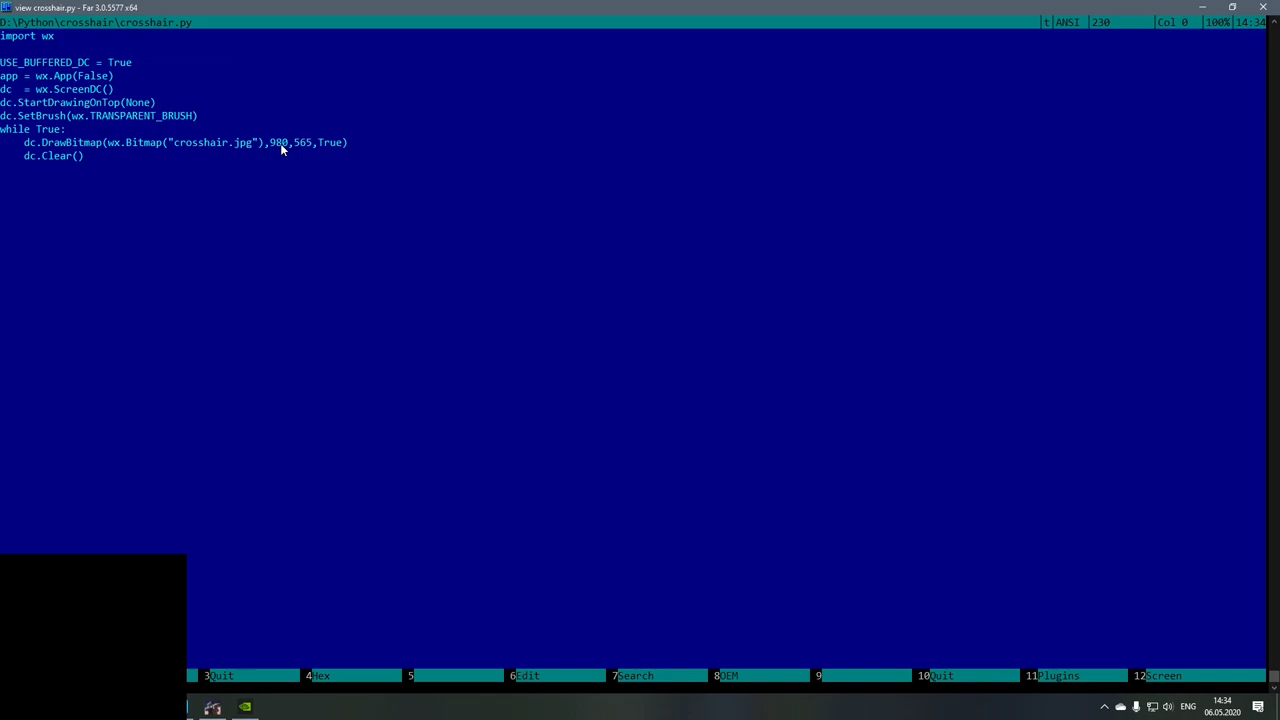 view crosshair.py - Far 3.0.5577 x64
D:\Python\crosshair\crosshair.py t ANSI 230 Col 0 100% 14:34
import wx
USE_BUFFERED_DC = True
app = wx.App(False)
dc  = wx.ScreenDC()
dc.StartDrawingOnTop(None)
dc.SetBrush(wx.TRANSPARENT_BRUSH)
while True:
    dc.DrawBitmap(wx.Bitmap("crosshair.jpg"),980,565,True)
    dc.Clear()
3Quit 4Hex 5 6Edit 7Search 8OEM 9 10Quit 11Plugins 12Screen
ENG 14:34
06.05.2020